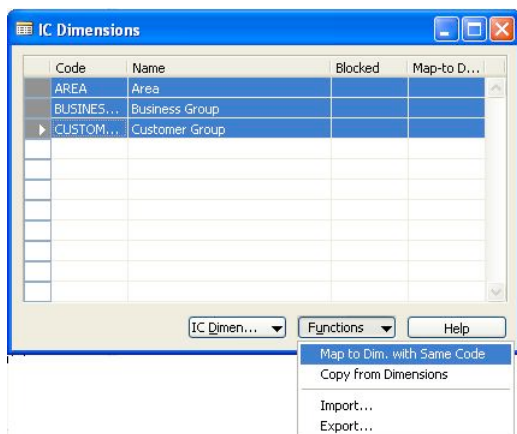 IC Dimensions
Code Name Blocked Map-to D...
AREA Area
BUSINES... Business Group
CUSTOM... Customer Group
IC Dimen... Functions Help
Map to Dim. with Same Code
Copy from Dimensions
Import...
Export...